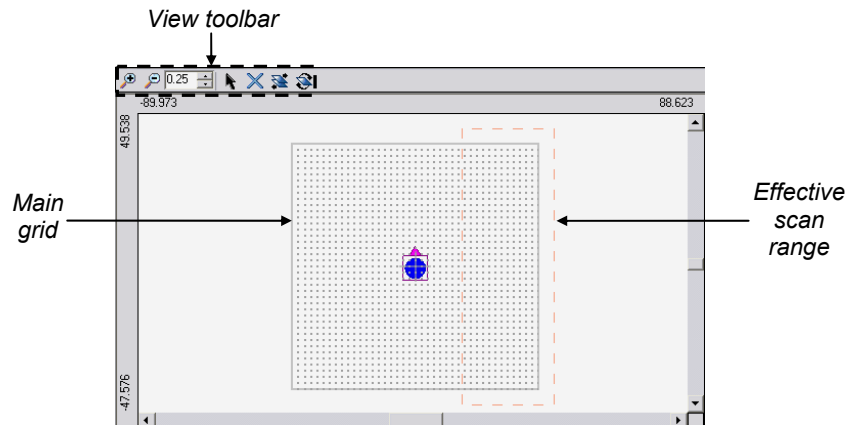 View toolbar
0.25
-89.973
88.623
49.538
Main
grid
Effective
scan
range
-47.576